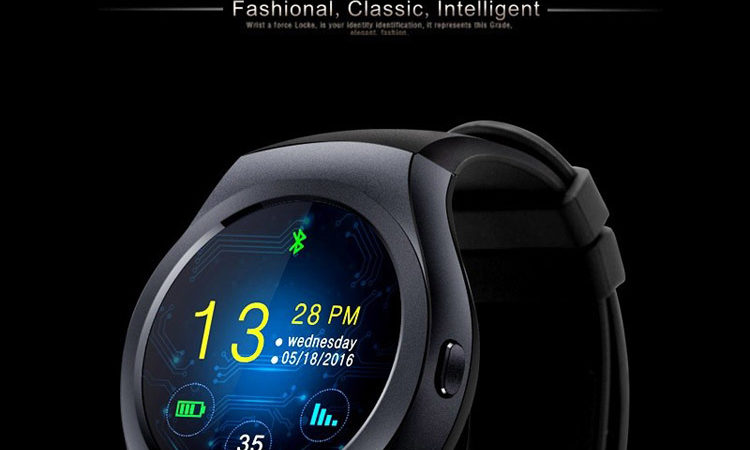 Fashional, Classic, Intelligent
Wrist a force Locke, is your identity identification, it represents this Grade,
elegant, fashion.
13 28 PM
wednesday
05/18/2016
35